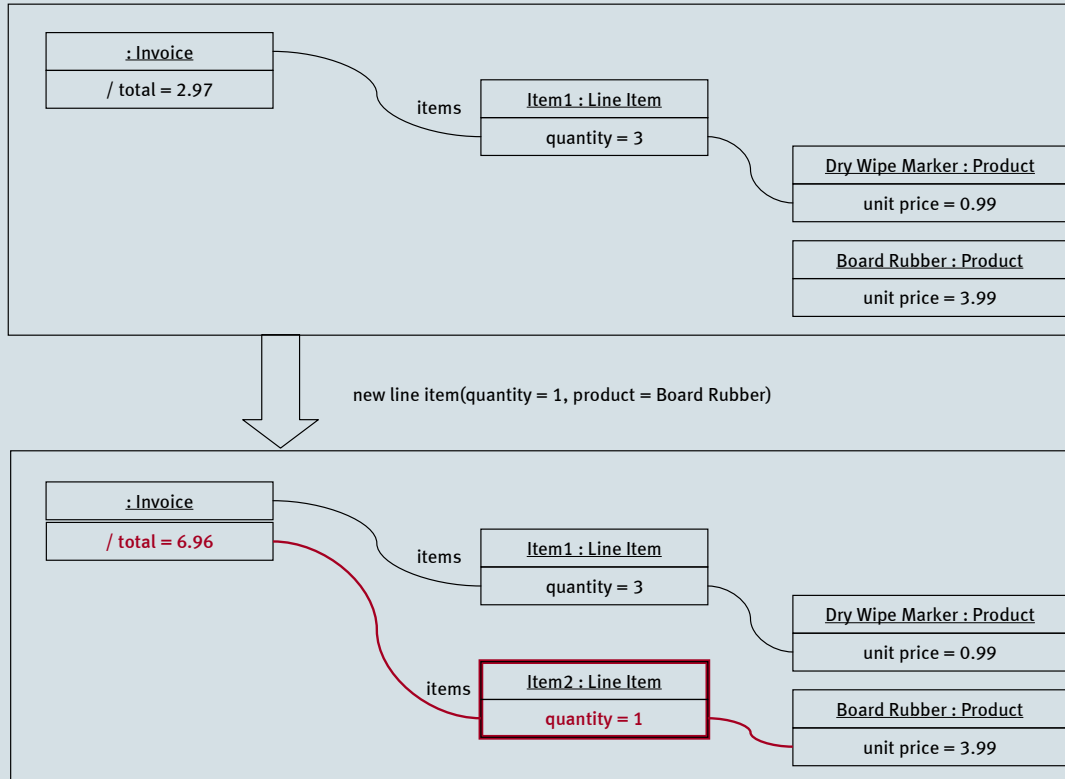 : Invoice
/ total = 2.97
items
Item1 : Line Item
quantity = 3
Dry Wipe Marker : Product
unit price = 0.99
Board Rubber : Product
unit price = 3.99
new line item(quantity = 1, product = Board Rubber)
: Invoice
/ total = 6.96
items
Item1 : Line Item
quantity = 3
Dry Wipe Marker : Product
unit price = 0.99
items
Item2 : Line Item
quantity = 1
Board Rubber : Product
unit price = 3.99